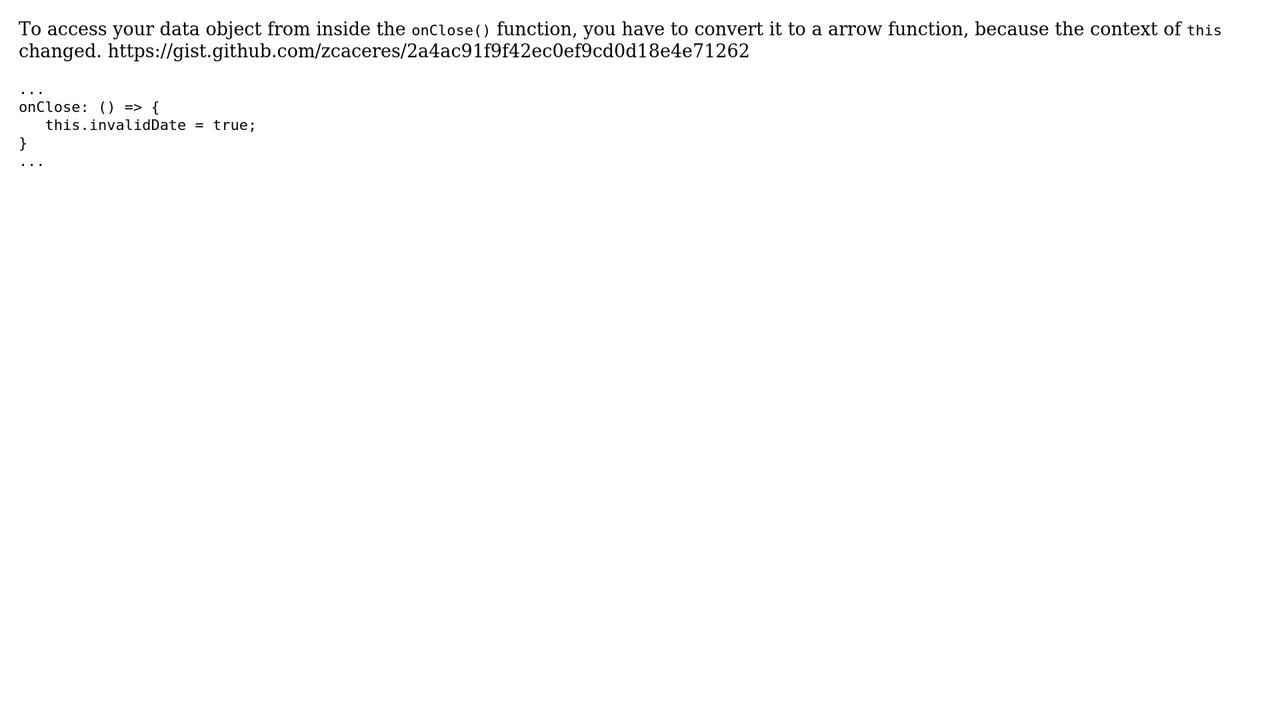 To access your data object from inside the onClose() function, you have to convert it to a arrow function, because the context of this
changed. https://gist.github.com/zcaceres/2a4ac91f9f42ec0ef9cd0d18e4e71262
...
onClose: () => {
   this.invalidDate = true;
}
...